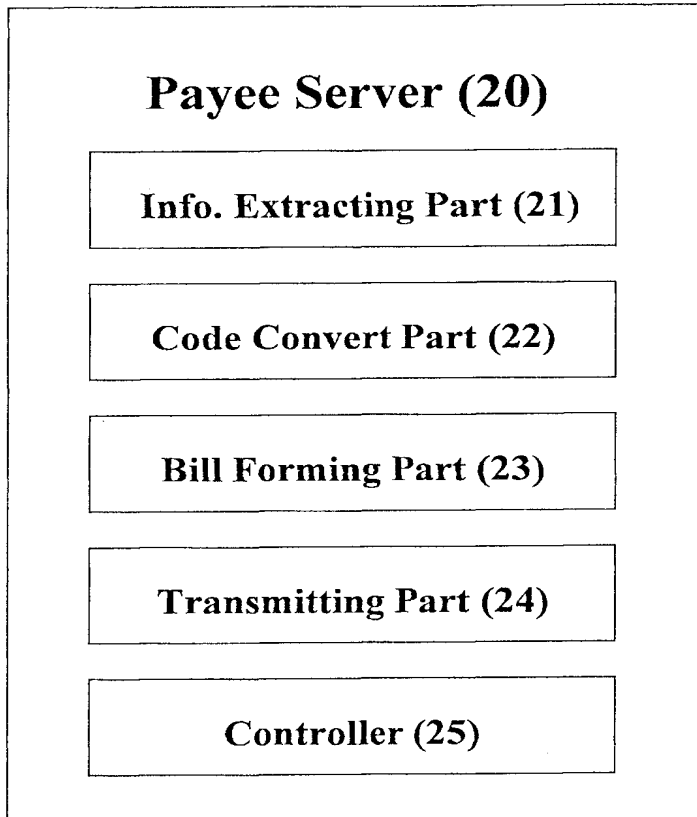 Payee Server (20)
Info. Extracting Part (21)
Code Convert Part (22)
Bill Forming Part (23)
Transmitting Part (24)
Controller (25)